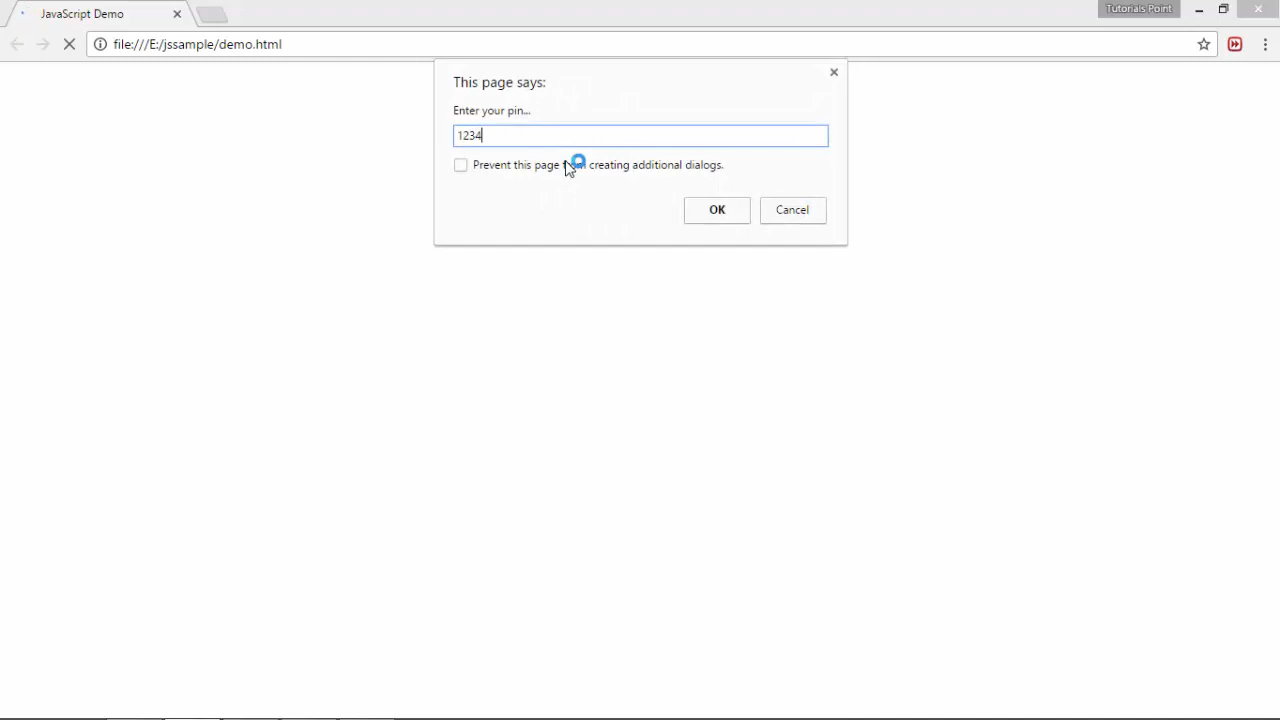 JavaScript Demo
Tutorials Point
file:///E:/jssample/demo.html
This page says:
Enter your pin...
1234
Prevent this page from creating additional dialogs.
OK
Cancel